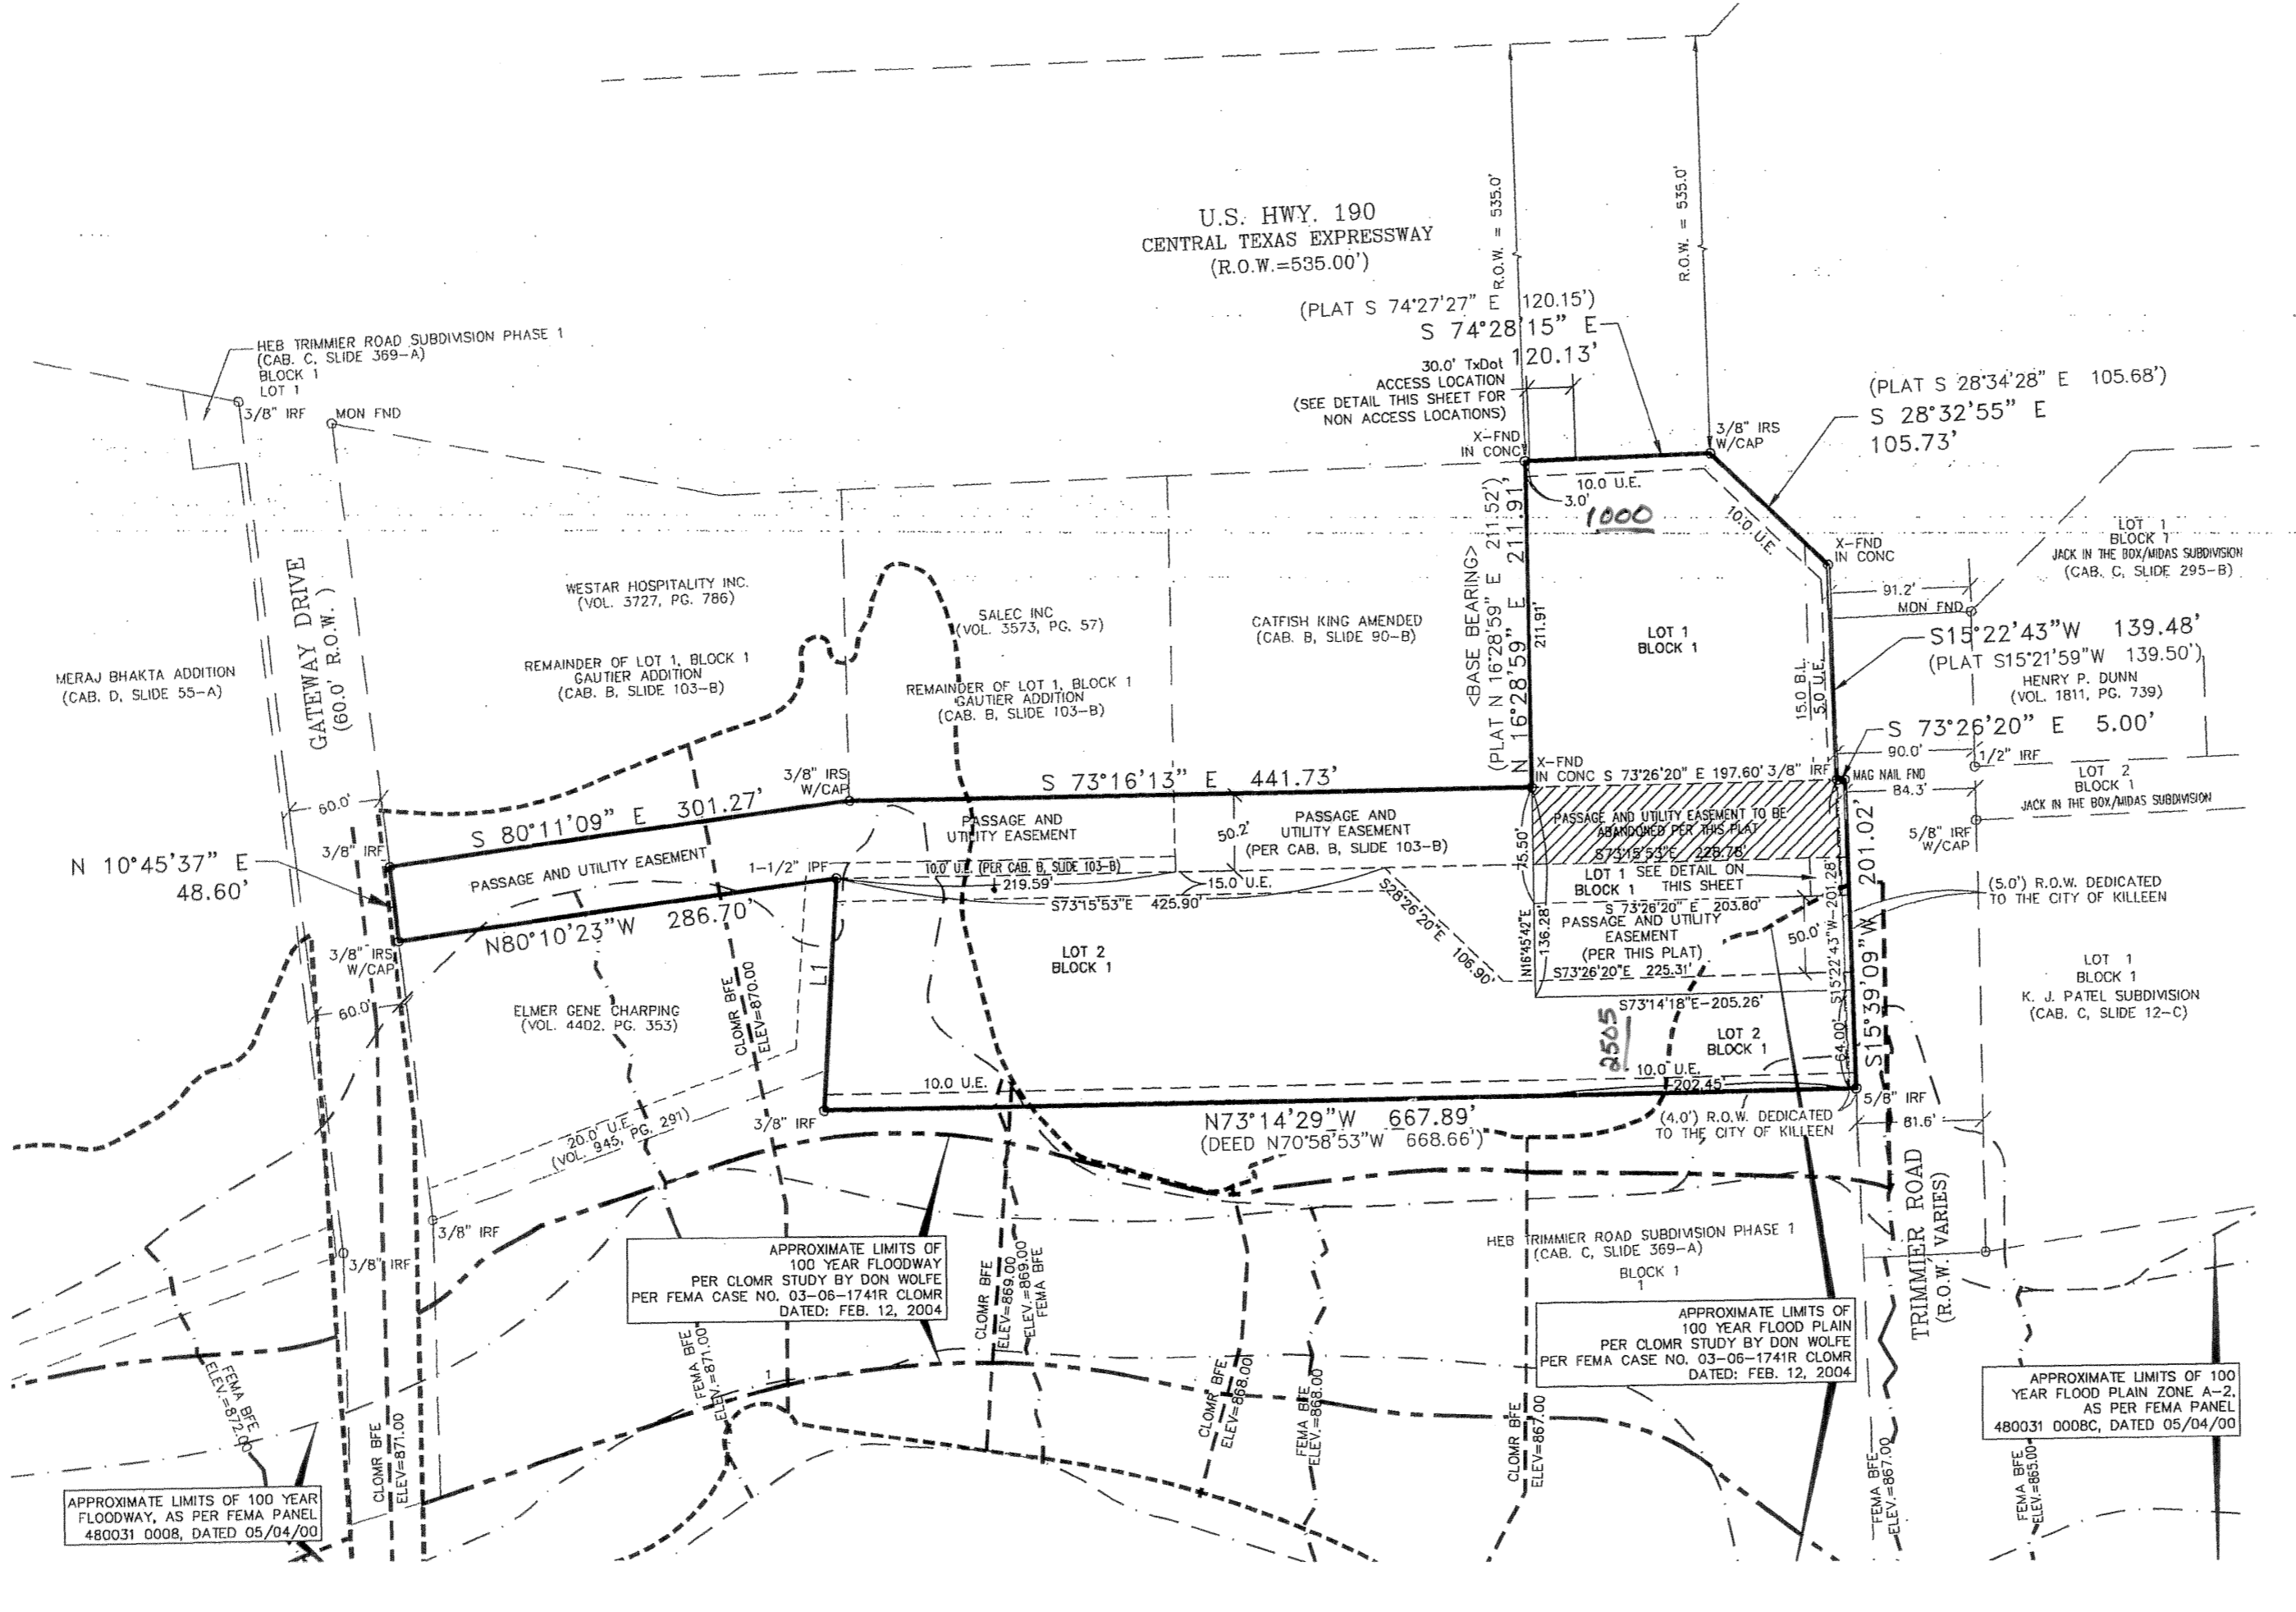 U.S. HWY. 190
CENTRAL TEXAS EXPRESSWAY
(R.O.W.=535.00')
R.O.W. = 535.0'
R.O.W. = 535.0'
(PLAT S 74°27'27" E 120.15')
S 74°28'15" E
120.13'
30.0' TxDot
ACCESS LOCATION
(SEE DETAIL THIS SHEET FOR
NON ACCESS LOCATIONS)
(PLAT S 28°34'28" E 105.68')
S 28°32'55" E
105.73'
HEB TRIMMIER ROAD SUBDIVISION PHASE 1
(CAB. C, SLIDE 369-A)
BLOCK 1
LOT 1
3/8" IRF
MON FND
X-FND
IN CONC
3/8" IRS
W/CAP
10.0 U.E.
3.0'
1000
10.0 U.E.
X-FND
IN CONC
LOT 1
BLOCK 1
JACK IN THE BOX/MIDAS SUBDIVISION
(CAB. C, SLIDE 295-B)
91.2'
MON FND
GATEWAY DRIVE
(60.0' R.O.W. )
WESTAR HOSPITALITY INC.
(VOL. 3727, PG. 786)
SALEC INC
(VOL. 3573, PG. 57)
CATFISH KING AMENDED
(CAB. B, SLIDE 90-B)
<BASE BEARING>
(PLAT N 16°28'59" E 211.52')
N 16°28'59" E 211.91'
211.91'
LOT 1
BLOCK 1
15.0 B.L.
5.0 U.E.
S15°22'43"W 139.48'
(PLAT S15°21'59"W 139.50')
HENRY P. DUNN
(VOL. 1811, PG. 739)
MERAJ BHAKTA ADDITION
(CAB. D, SLIDE 55-A)
REMAINDER OF LOT 1, BLOCK 1
GAUTIER ADDITION
(CAB. B, SLIDE 103-B)
REMAINDER OF LOT 1, BLOCK 1
GAUTIER ADDITION
(CAB. B, SLIDE 103-B)
S 73°26'20" E 5.00'
90.0'
1/2" IRF
3/8" IRS
W/CAP
S 73°16'13" E 441.73'
X-FND
IN CONC
S 73°26'20" E 197.60'
3/8" IRF
MAG NAIL FND
84.3'
LOT 2
BLOCK 1
JACK IN THE BOX/MIDAS SUBDIVISION
60.0'
S 80°11'09" E 301.27'
PASSAGE AND
UTILITY EASEMENT
50.2'
PASSAGE AND
UTILITY EASEMENT
(PER CAB. B, SLIDE 103-B)
PASSAGE AND UTILITY EASEMENT TO BE
ABANDONED PER THIS PLAT
S73°15'53"E 228.78'
5/8" IRF
W/CAP
N 10°45'37" E
48.60'
3/8" IRF
PASSAGE AND UTILITY EASEMENT
1-1/2" IPF
10.0' U.E. (PER CAB. B, SLIDE 103-B)
219.59'
15.0' U.E.
S73°15'53"E 425.90'
S28°26'20"E 106.90'
75.50'
LOT 1
BLOCK 1
SEE DETAIL ON
THIS SHEET
S 73°26'20" E 203.80'
PASSAGE AND UTILITY
EASEMENT
(PER THIS PLAT)
50.0'
S73°26'20"E 225.31'
N16°45'42"E
136.28'
S15°22'43"W-201.28'
201.02'
S15°39'09"W
(5.0') R.O.W. DEDICATED
TO THE CITY OF KILLEEN
N80°10'23"W 286.70'
3/8" IRS
W/CAP
60.0'
L1
LOT 2
BLOCK 1
S73°14'18"E-205.26'
2505
LOT 2
BLOCK 1
64.00'
LOT 1
BLOCK 1
K. J. PATEL SUBDIVISION
(CAB. C, SLIDE 12-C)
ELMER GENE CHARPING
(VOL. 4402, PG. 353)
CLOMR BFE
ELEV=870.00
10.0 U.E.
10.0' U.E.
202.45'
20.0' U.E.
(VOL. 945, PG. 291)
3/8" IRF
N73°14'29"W 667.89'
(DEED N70°58'53"W 668.66')
(4.0') R.O.W. DEDICATED
TO THE CITY OF KILLEEN
5/8" IRF
81.6'
TRIMMIER ROAD
(R.O.W. VARIES)
3/8" IRF
3/8" IRF
HEB TRIMMIER ROAD SUBDIVISION PHASE 1
(CAB. C, SLIDE 369-A)
BLOCK 1
1
APPROXIMATE LIMITS OF
100 YEAR FLOODWAY
PER CLOMR STUDY BY DON WOLFE
PER FEMA CASE NO. 03-06-1741R CLOMR
DATED: FEB. 12, 2004
CLOMR BFE
ELEV=869.00
ELEV.=869.00
FEMA BFE
APPROXIMATE LIMITS OF
100 YEAR FLOOD PLAIN
PER CLOMR STUDY BY DON WOLFE
PER FEMA CASE NO. 03-06-1741R CLOMR
DATED: FEB. 12, 2004
FEMA BFE
ELEV.=872.00
FEMA BFE
ELEV.=871.00
1
CLOMR BFE
ELEV=868.00
FEMA BFE
ELEV.=868.00
CLOMR BFE
ELEV=867.00
APPROXIMATE LIMITS OF 100
YEAR FLOOD PLAIN ZONE A-2,
AS PER FEMA PANEL
480031 0008C, DATED 05/04/00
CLOMR BFE
ELEV=871.00
FEMA BFE
ELEV.=867.00
FEMA BFE
ELEV.=865.00
APPROXIMATE LIMITS OF 100 YEAR
FLOODWAY, AS PER FEMA PANEL
480031 0008, DATED 05/04/00